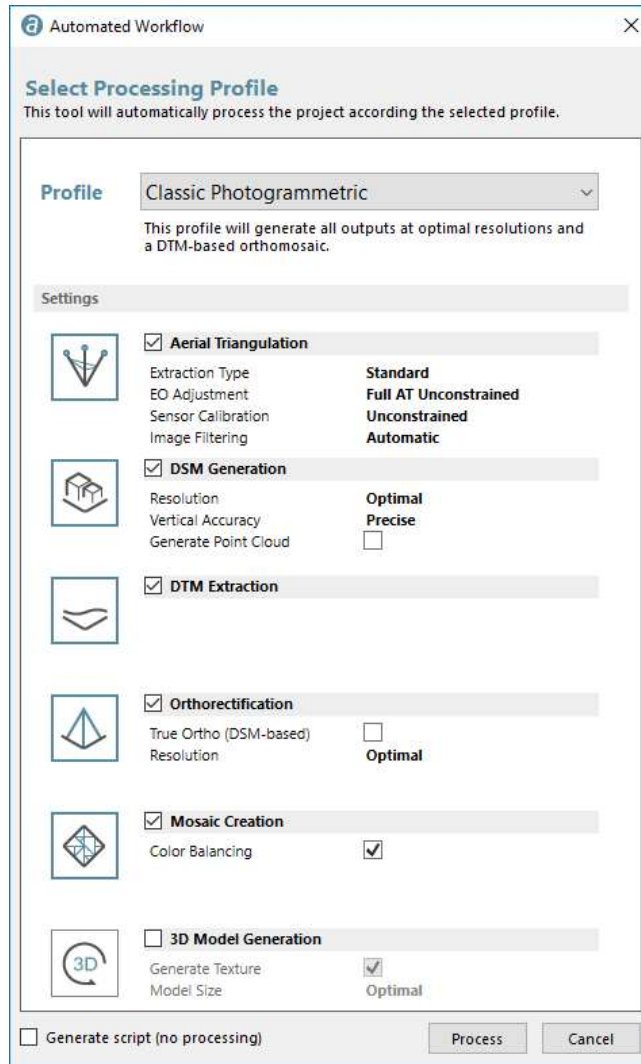 Automated Workflow
Select Processing Profile
This tool will automatically process the project according the selected profile.
Profile Classic Photogrammetric
This profile will generate all outputs at optimal resolutions and
a DTM-based orthomosaic.
Settings
Aerial Triangulation
Extraction Type Standard
EO Adjustment Full AT Unconstrained
Sensor Calibration Unconstrained
Image Filtering Automatic
DSM Generation
Resolution Optimal
Vertical Accuracy Precise
Generate Point Cloud
DTM Extraction
Orthorectification
True Ortho (DSM-based)
Resolution Optimal
Mosaic Creation
Color Balancing
3D Model Generation
3D
Generate Texture
Model Size Optimal
Generate script (no processing) Process Cancel